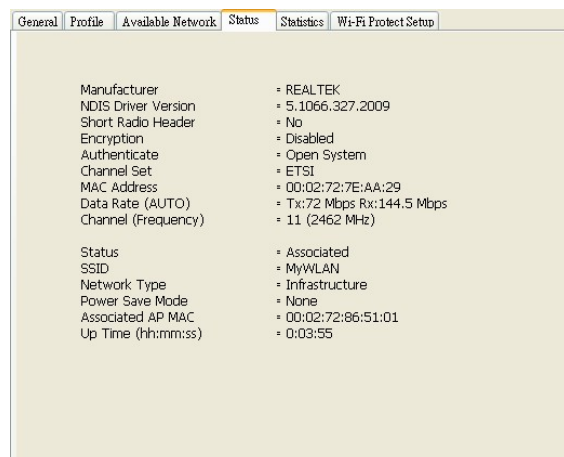 General Profile Available Network Status Statistics Wi-Fi Protect Setup
Manufacturer = REALTEK
NDIS Driver Version = 5.1066.327.2009
Short Radio Header = No
Encryption = Disabled
Authenticate = Open System
Channel Set = ETSI
MAC Address = 00:02:72:7E:AA:29
Data Rate (AUTO) = Tx:72 Mbps Rx:144.5 Mbps
Channel (Frequency) = 11 (2462 MHz)
Status = Associated
SSID = MyWLAN
Network Type = Infrastructure
Power Save Mode = None
Associated AP MAC = 00:02:72:86:51:01
Up Time (hh:mm:ss) = 0:03:55